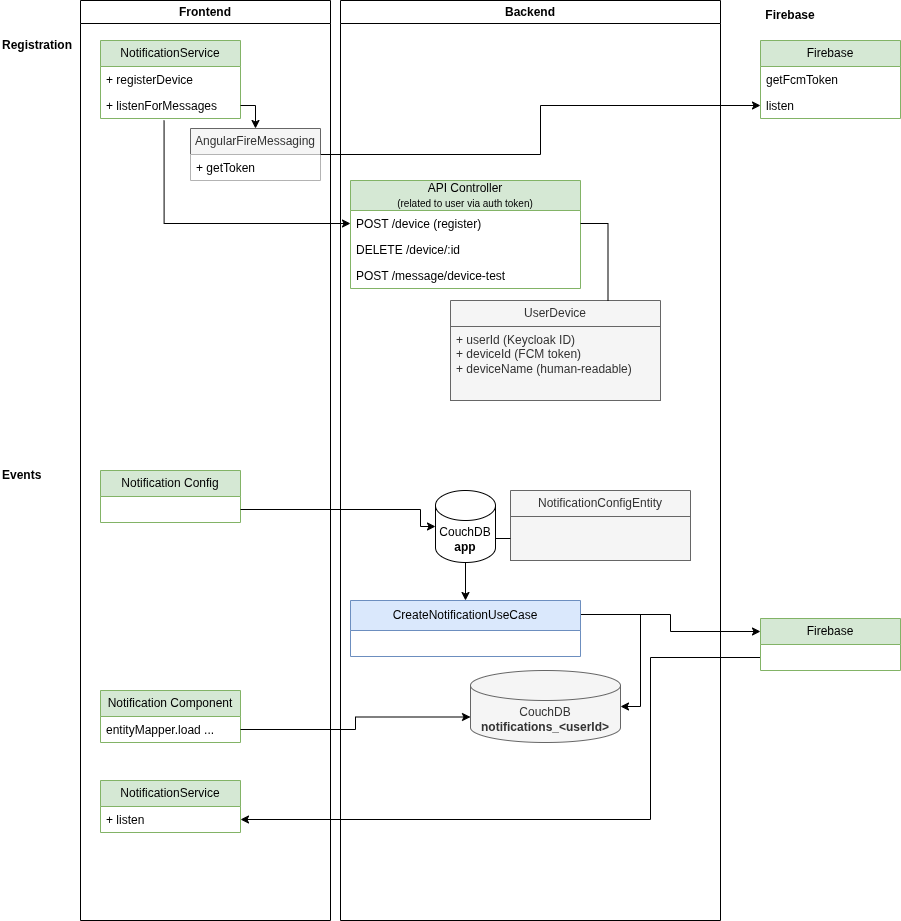 Frontend
Backend
Firebase
Registration
NotificationService
+ registerDevice
+ listenForMessages
Firebase
getFcmToken
listen
AngularFireMessaging
+ getToken
API Controller
(related to user via auth token)
POST /device (register)
DELETE /device/:id
POST /message/device-test
UserDevice
+ userId (Keycloak ID)
+ deviceId (FCM token)
+ deviceName (human-readable)
Events
Notification Config
CouchDB
app
NotificationConfigEntity
CreateNotificationUseCase
Firebase
Notification Component
entityMapper.load ...
CouchDB
notifications_<userId>
NotificationService
+ listen